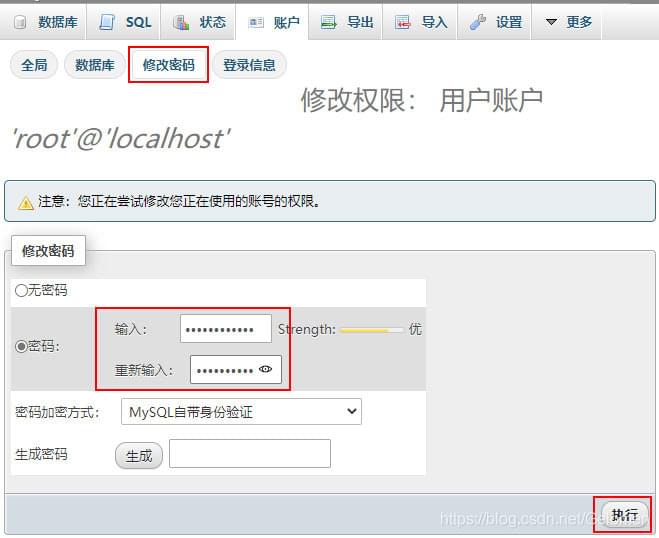 数据库 SQL 状态 账户 导出 导入 设置 更多
全局 数据库 修改密码 登录信息
修改权限： 用户账户
'root'@'localhost'
注意：您正在尝试修改您正在使用的账号的权限。
修改密码
无密码
密码： 输入： •••••••••••• Strength: 优
重新输入： ••••••••••
密码加密方式： MySQL自带身份验证
生成密码 生成
执行